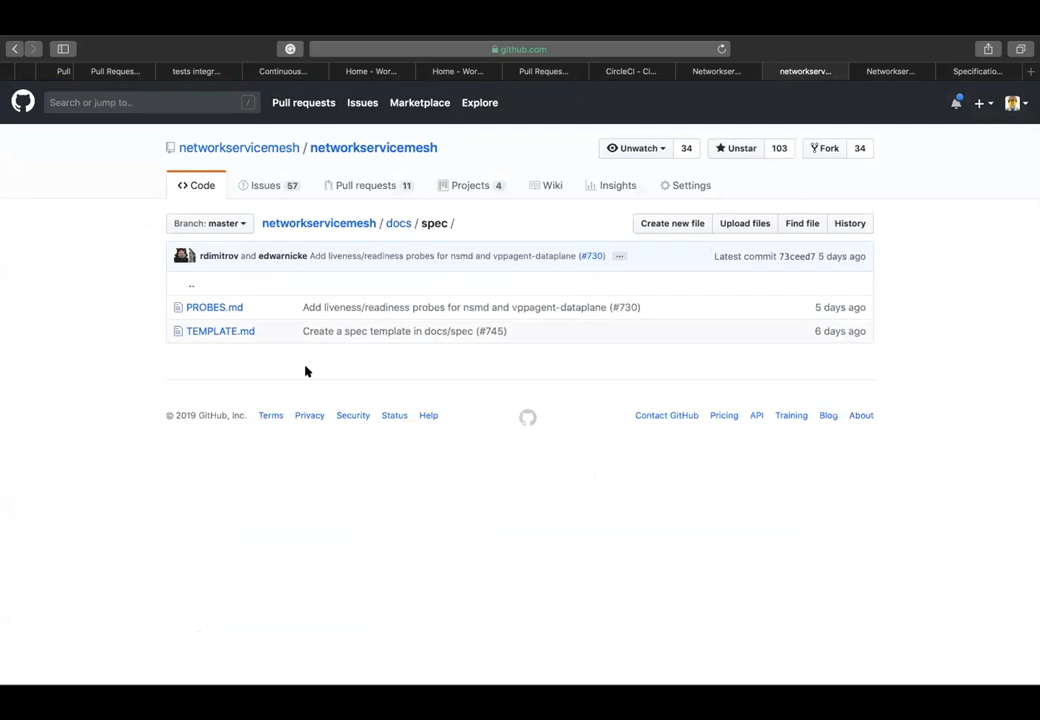 github.com
Pull Pull Reques... tests integr... Continuous... Home - Wor... Home - Wor... Pull Reques... CircleCI - Ci... Networkser... networkserv... Networkser... Specificatio... +
Search or jump to... / Pull requests Issues Marketplace Explore
networkservicemesh / networkservicemesh Unwatch 34 Unstar 103 Fork 34
Code Issues 57 Pull requests 11 Projects 4 Wiki Insights Settings
Branch: master networkservicemesh / docs / spec / Create new file Upload files Find file History
rdimitrov and edwarnicke Add liveness/readiness probes for nsmd and vppagent-dataplane (#730) ... Latest commit 73ceed7 5 days ago
..
PROBES.md Add liveness/readiness probes for nsmd and vppagent-dataplane (#730) 5 days ago
TEMPLATE.md Create a spec template in docs/spec (#745) 6 days ago
© 2019 GitHub, Inc. Terms Privacy Security Status Help Contact GitHub Pricing API Training Blog About